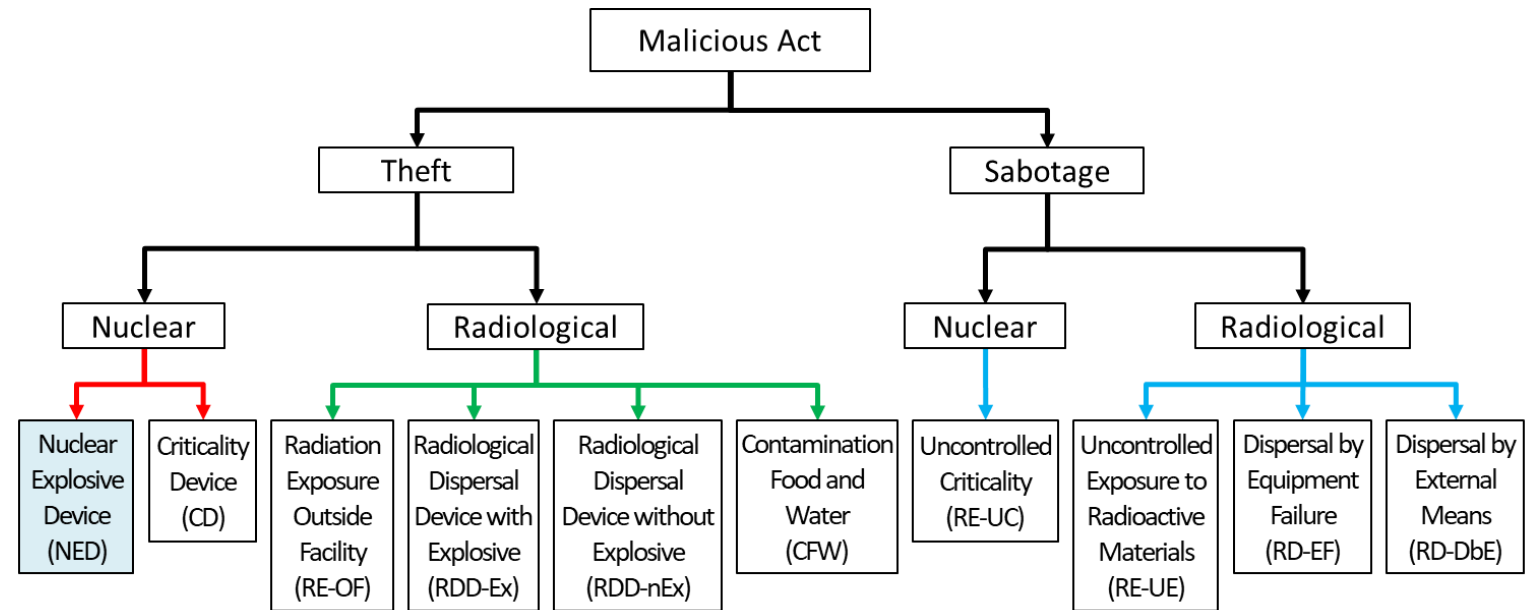 Malicious Act
Theft
Sabotage
Nuclear
Radiological
Nuclear
Radiological
Nuclear
Explosive
Device
(NED)
Criticality
Device
(CD)
Radiation
Exposure
Outside
Facility
(RE-OF)
Radiological
Dispersal
Device with
Explosive
(RDD-Ex)
Radiological
Dispersal
Device without
Explosive
(RDD-nEx)
Contamination
Food and
Water
(CFW)
Uncontrolled
Criticality
(RE-UC)
Uncontrolled
Exposure to
Radioactive
Materials
(RE-UE)
Dispersal by
Equipment
Failure
(RD-EF)
Dispersal by
External
Means
(RD-DbE)